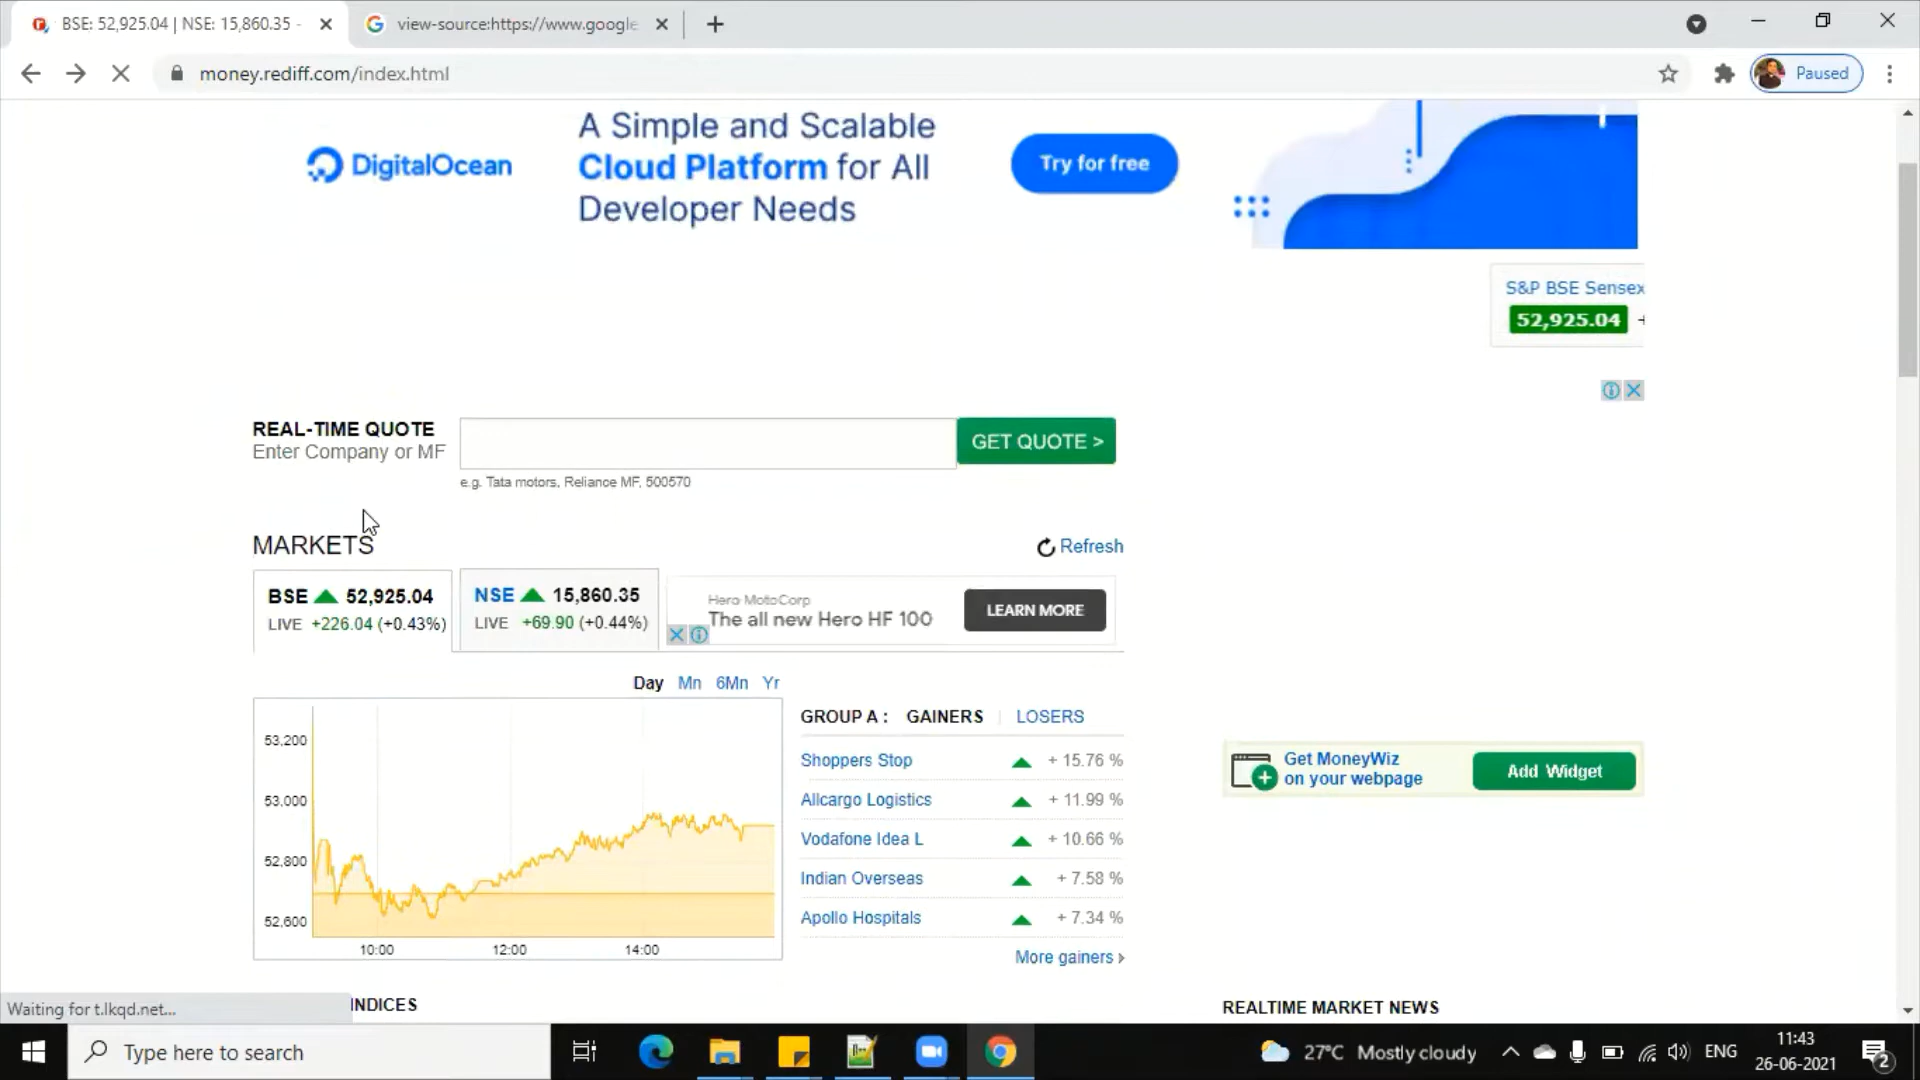 BSE: 52,925.04 | NSE: 15,860.35 -
view-source:https://www.google
money.rediff.com/index.html
Paused
DigitalOcean
A Simple and Scalable
Cloud Platform for All
Developer Needs
Try for free
S&P BSE Sensex
52,925.04 +
REAL-TIME QUOTE
Enter Company or MF
GET QUOTE >
e.g. Tata motors, Reliance MF, 500570
MARKETS
Refresh
BSE 52,925.04
LIVE +226.04 (+0.43%)
NSE 15,860.35
LIVE +69.90 (+0.44%)
Hero MotoCorp
The all new Hero HF 100
LEARN MORE
Day Mn 6Mn Yr
53,200
53,000
52,800
52,600
10:00 12:00 14:00
GROUP A : GAINERS | LOSERS
Shoppers Stop + 15.76 %
Allcargo Logistics + 11.99 %
Vodafone Idea L + 10.66 %
Indian Overseas + 7.58 %
Apollo Hospitals + 7.34 %
More gainers
Get MoneyWiz
on your webpage
Add Widget
Waiting for t.lkqd.net...
INDICES
REALTIME MARKET NEWS
Type here to search
27°C Mostly cloudy
ENG
11:43
26-06-2021
2